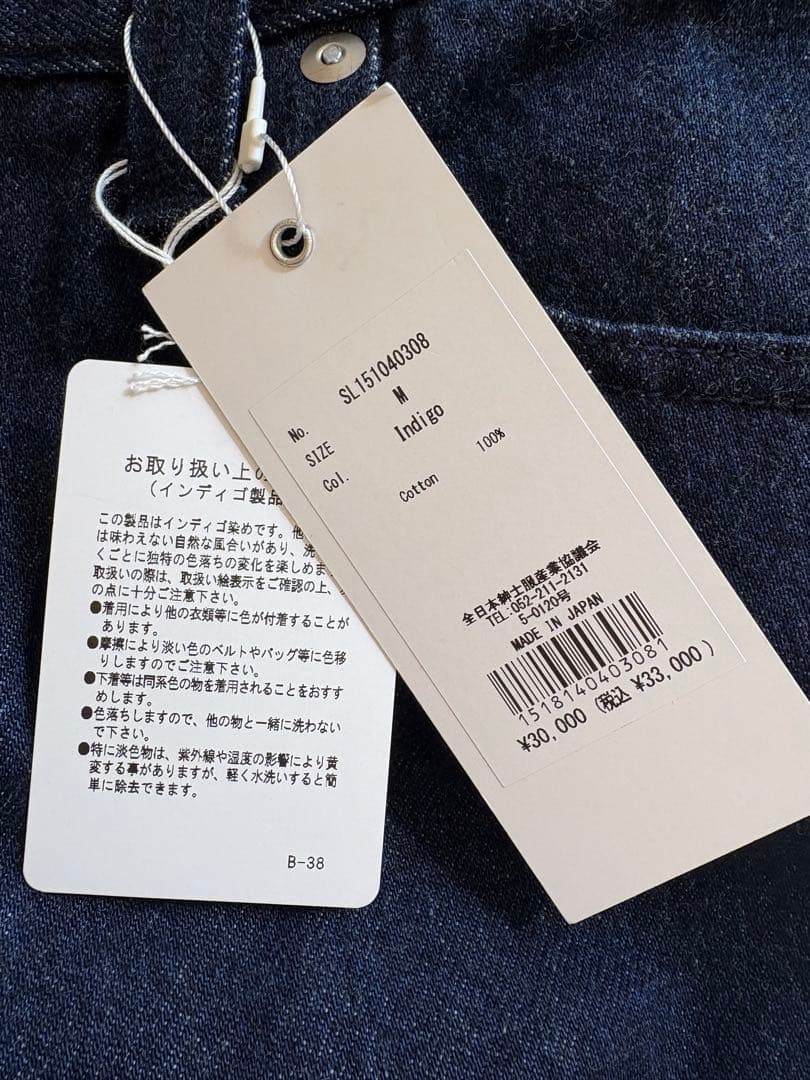 No. SL151040308
SIZE M
Col. Indigo
Cotton 100%
全日本紳士服産業協議会
TEL:052-211-2131
5-0120号
MADE IN JAPAN
1518140403081
¥30,000 (税込 ¥33,000 )
お取り扱い上の
(インディゴ製品
この製品はインディゴ染めです。他
は味わえない自然な風合いがあり、洗
くごとに独特の色落ちの変化を楽しめま
取扱いの際は、取扱い絵表示をご確認の上、
の点に十分ご注意下さい。
●着用により他の衣類等に色が付着することが
あります。
●摩擦により淡い色のベルトやバッグ等に色移
りしますのでご注意下さい。
●下着等は同系色の物を着用されることをおすす
めします。
●色落ちしますので、他の物と一緒に洗わない
で下さい。
●特に淡色物は、紫外線や湿度の影響により黄
変する事がありますが、軽く水洗いすると簡
単に除去できます。
B-38